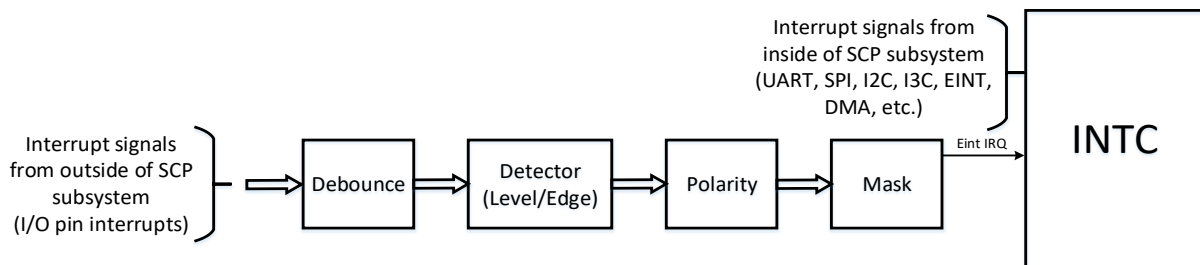 Interrupt signals from
inside of SCP subsystem
(UART, SPI, I2C, I3C, EINT,
DMA, etc.)
INTC
Eint IRQ
Interrupt signals
from outside of SCP
subsystem
(I/O pin interrupts)
Debounce
Detector
(Level/Edge)
Polarity
Mask